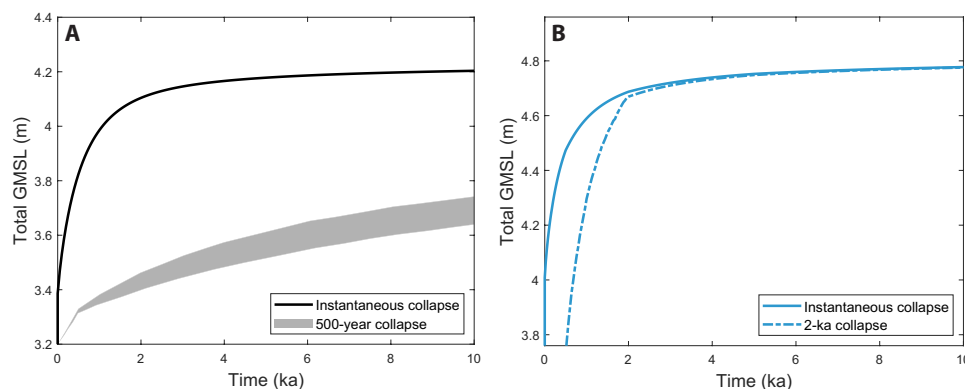 A
Total GMSL (m)
4.4
4.2
4
3.8
3.6
3.4
3.2
0
2
4
6
8
10
Time (ka)
Instantaneous collapse
500-year collapse
B
Total GMSL (m)
4.8
4.6
4.4
4.2
4
3.8
0
2
4
6
8
10
Time (ka)
Instantaneous collapse
2-ka collapse